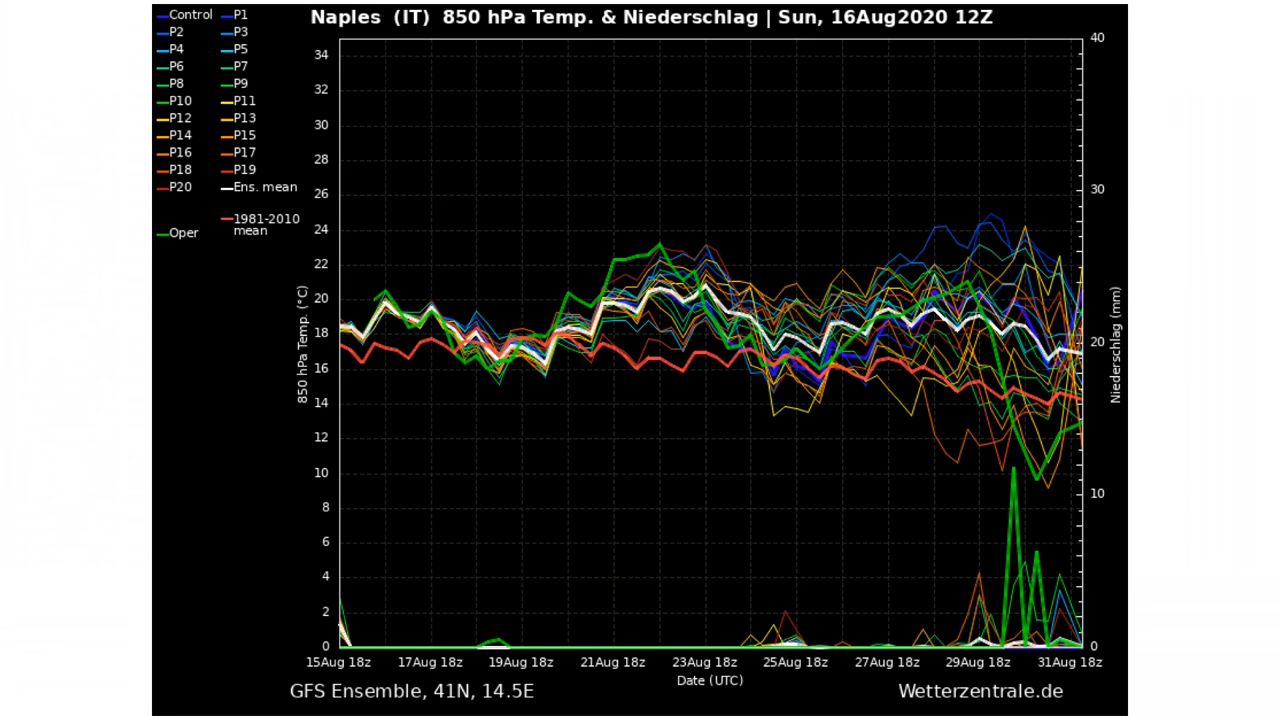 Naples (IT) 850 hPa Temp. & Niederschlag | Sun, 16Aug2020 12Z
Control P1
P2 P3
P4 P5
P6 P7
P8 P9
P10 P11
P12 P13
P14 P15
P16 P17
P18 P19
P20 Ens. mean
1981-2010
mean
Oper
850 hPa Temp. (°C)
34
32
30
28
26
24
22
20
18
16
14
12
10
8
6
4
2
0
40
30
20
10
0
Niederschlag (mm)
15Aug 18z 17Aug 18z 19Aug 18z 21Aug 18z 23Aug 18z 25Aug 18z 27Aug 18z 29Aug 18z 31Aug 18z
Date (UTC)
GFS Ensemble, 41N, 14.5E
Wetterzentrale.de